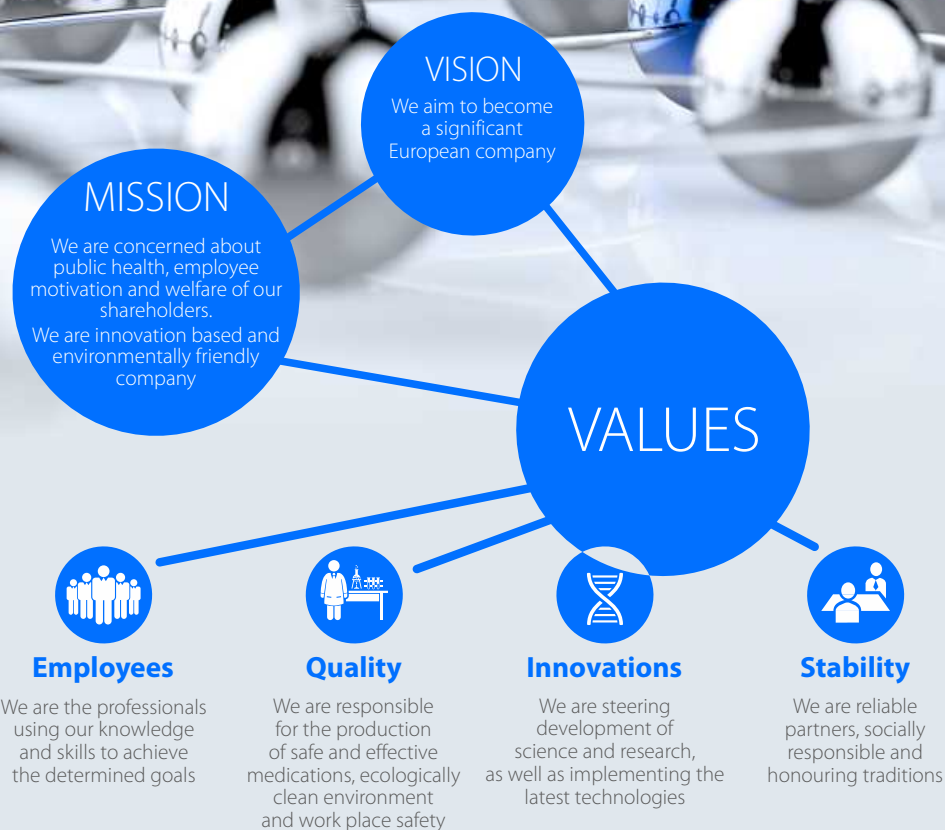 VISION
We aim to become
a significant
European company
MISSION
We are concerned about
public health, employee
motivation and welfare of our
shareholders.
We are innovation based and
environmentally friendly
company
VALUES
Employees
We are the professionals
using our knowledge
and skills to achieve
the determined goals
Quality
We are responsible
for the production
of safe and effective
medications, ecologically
clean environment
and work place safety
Innovations
We are steering
development of
science and research,
as well as implementing the
latest technologies
Stability
We are reliable
partners, socially
responsible and
honouring traditions